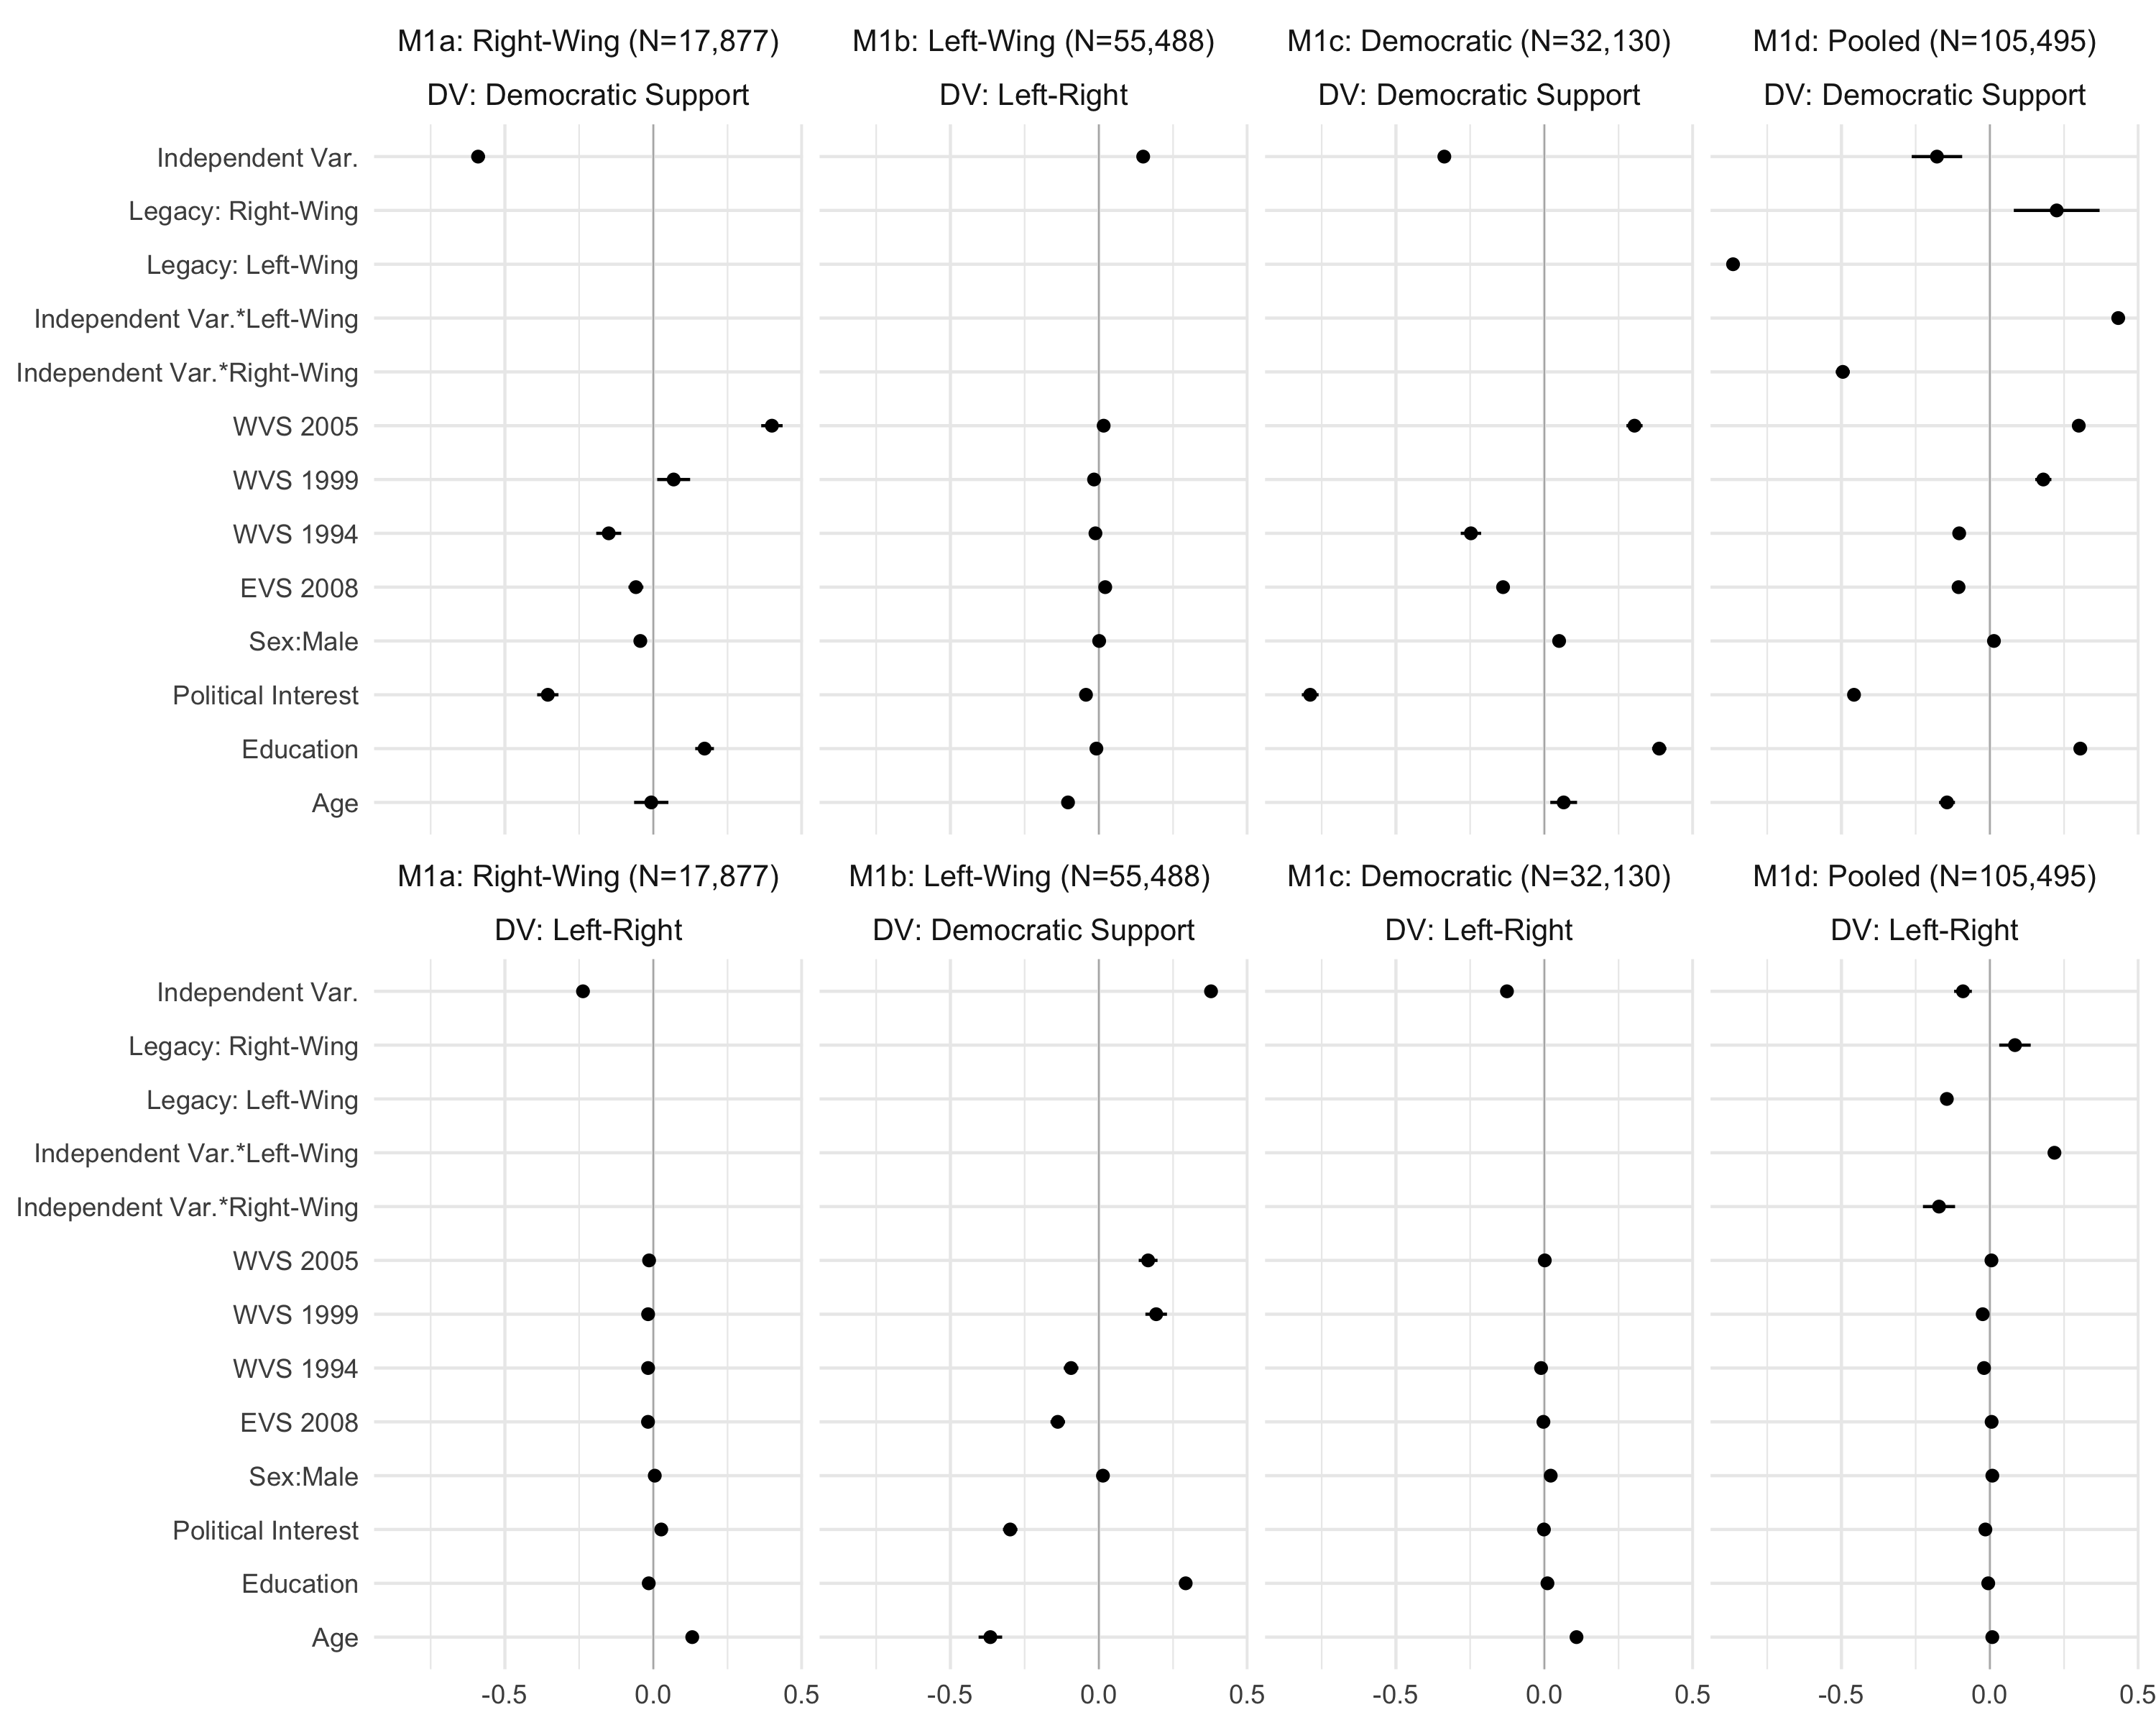 M1a: Right-Wing (N=17,877) M1b: Left-Wing (N=55,488) M1c: Democratic (N=32,130) M1d: Pooled (N=105,495)
DV: Democratic Support DV: Left-Right DV: Democratic Support DV: Democratic Support
Independent Var.
Legacy: Right-Wing
Legacy: Left-Wing
Independent Var.*Left-Wing
Independent Var.*Right-Wing
WVS 2005
WVS 1999
WVS 1994
EVS 2008
Sex:Male
Political Interest
Education
Age
M1a: Right-Wing (N=17,877) M1b: Left-Wing (N=55,488) M1c: Democratic (N=32,130) M1d: Pooled (N=105,495)
DV: Left-Right DV: Democratic Support DV: Left-Right DV: Left-Right
Independent Var.
Legacy: Right-Wing
Legacy: Left-Wing
Independent Var.*Left-Wing
Independent Var.*Right-Wing
WVS 2005
WVS 1999
WVS 1994
EVS 2008
Sex:Male
Political Interest
Education
Age
-0.5 0.0 0.5 -0.5 0.0 0.5 -0.5 0.0 0.5 -0.5 0.0 0.5